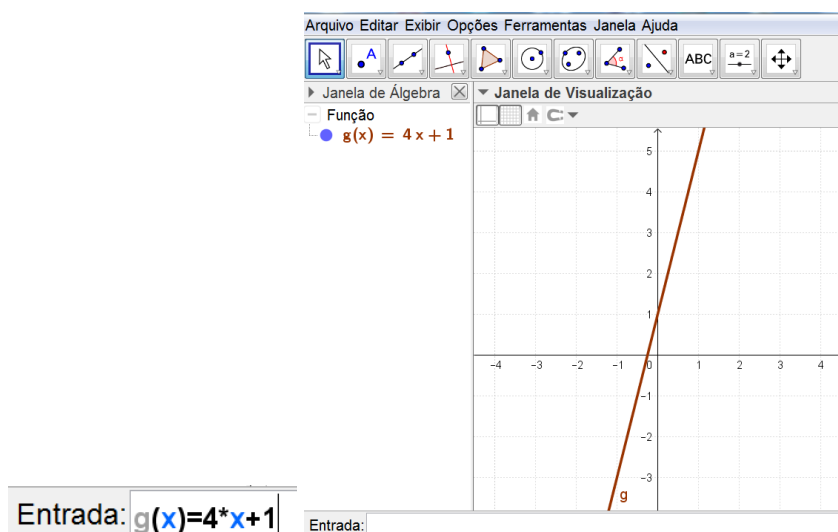 Arquivo Editar Exibir Opções Ferramentas Janela Ajuda
A
α
ABC
a=2
Janela de Álgebra
Janela de Visualização
Função
g(x) = 4 x + 1
5
4
3
2
1
-4 -3 -2 -1 0 1 2 3 4
-1
-2
-3
g
Entrada: g(x)=4*x+1
Entrada: